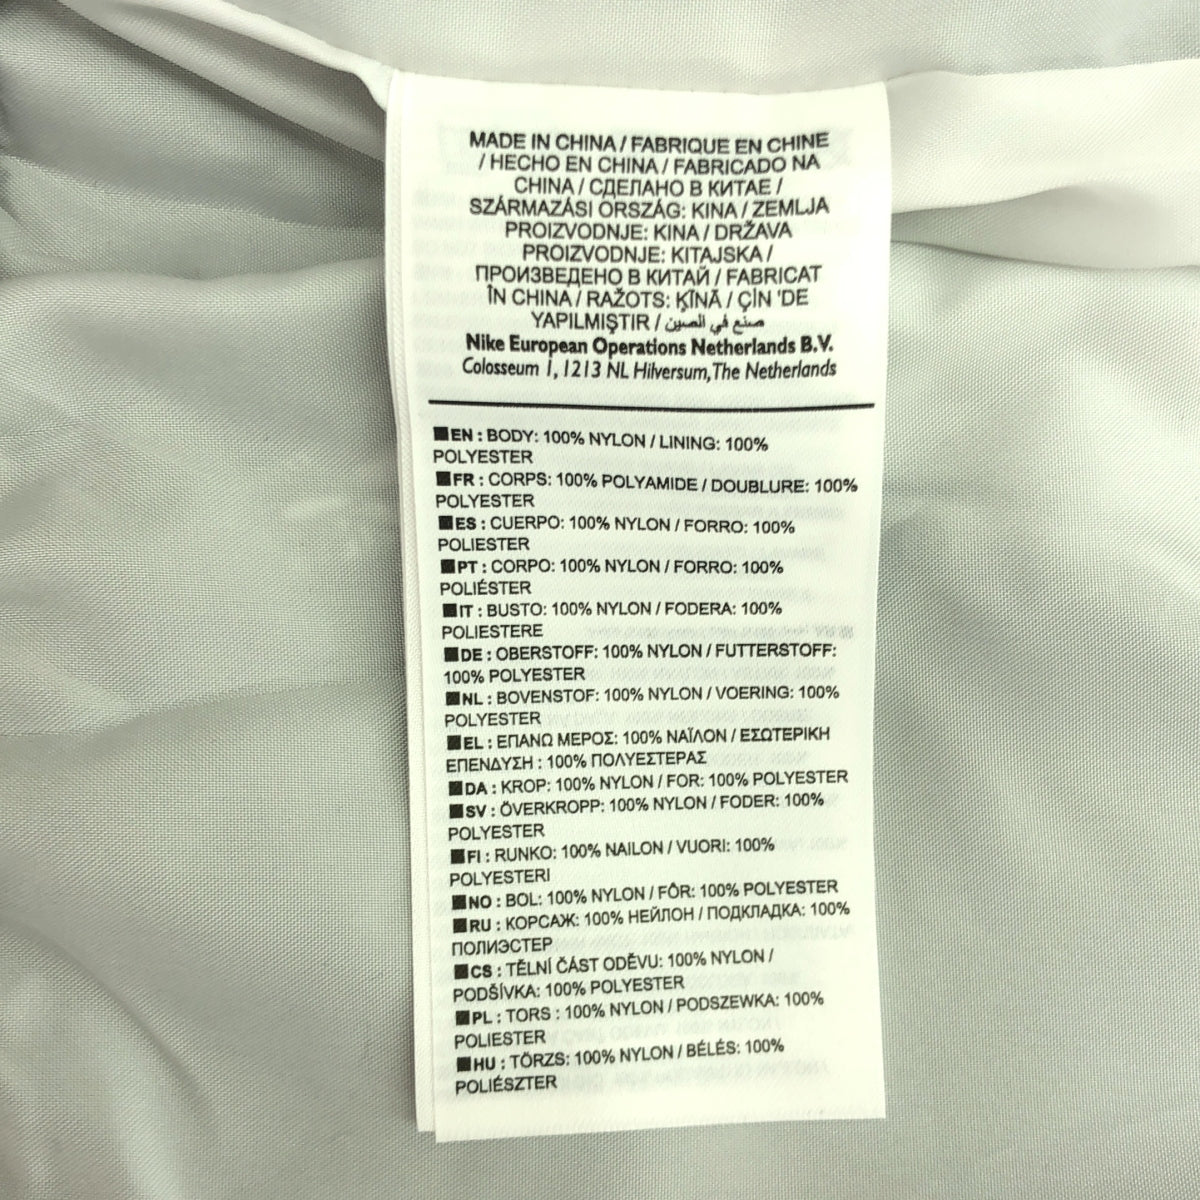 MADE IN CHINA / FABRIQUE EN CHINE
/ HECHO EN CHINA / FABRICADO NA
CHINA / СДЕЛАНО В КИТАЕ /
SZÁRMAZÁSI ORSZÁG: KINA / ZEMLJA
PROIZVODNJE: KINA / DRŽAVA
PROIZVODNJE: KITAJSKA /
ПРОИЗВЕДЕНО В КИТАЙ / FABRICAT
ÎN CHINA / RAŽOTS: ĶĪNĀ / ÇİN 'DE
YAPILMIŞTIR / صنع في الصين
Nike European Operations Netherlands B.V.
Colosseum 1, 1213 NL Hilversum, The Netherlands
■EN : BODY: 100% NYLON / LINING: 100%
POLYESTER
■FR : CORPS: 100% POLYAMIDE / DOUBLURE: 100%
POLYESTER
■ES : CUERPO: 100% NYLON / FORRO: 100%
POLIESTER
■PT : CORPO: 100% NYLON / FORRO: 100%
POLIÉSTER
■IT : BUSTO: 100% NYLON / FODERA: 100%
POLIESTERE
■DE : OBERSTOFF: 100% NYLON / FUTTERSTOFF:
100% POLYESTER
■NL : BOVENSTOF: 100% NYLON / VOERING: 100%
POLYESTER
■EL : ΕΠΑΝΩ ΜΕΡΟΣ: 100% ΝΑΪΛΟΝ / ΕΣΩΤΕΡΙΚΗ
ΕΠΕΝΔΥΣΗ : 100% ΠΟΛΥΕΣΤΕΡΑΣ
■DA : KROP: 100% NYLON / FOR: 100% POLYESTER
■SV : ÖVERKROPP: 100% NYLON / FODER: 100%
POLYESTER
■FI : RUNKO: 100% NAILON / VUORI: 100%
POLYESTERI
■NO : BOL: 100% NYLON / FÔR: 100% POLYESTER
■RU : КОРСАЖ: 100% НЕЙЛОН / ПОДКЛАДКА: 100%
ПОЛИЭСТЕР
■CS : TĚLNÍ ČÁST ODĚVU: 100% NYLON /
PODŠÍVKA: 100% POLYESTER
■PL : TORS : 100% NYLON / PODSZEWKA: 100%
POLIESTER
■HU : TÖRZS: 100% NYLON / BÉLÉS: 100%
POLIÉSZTER